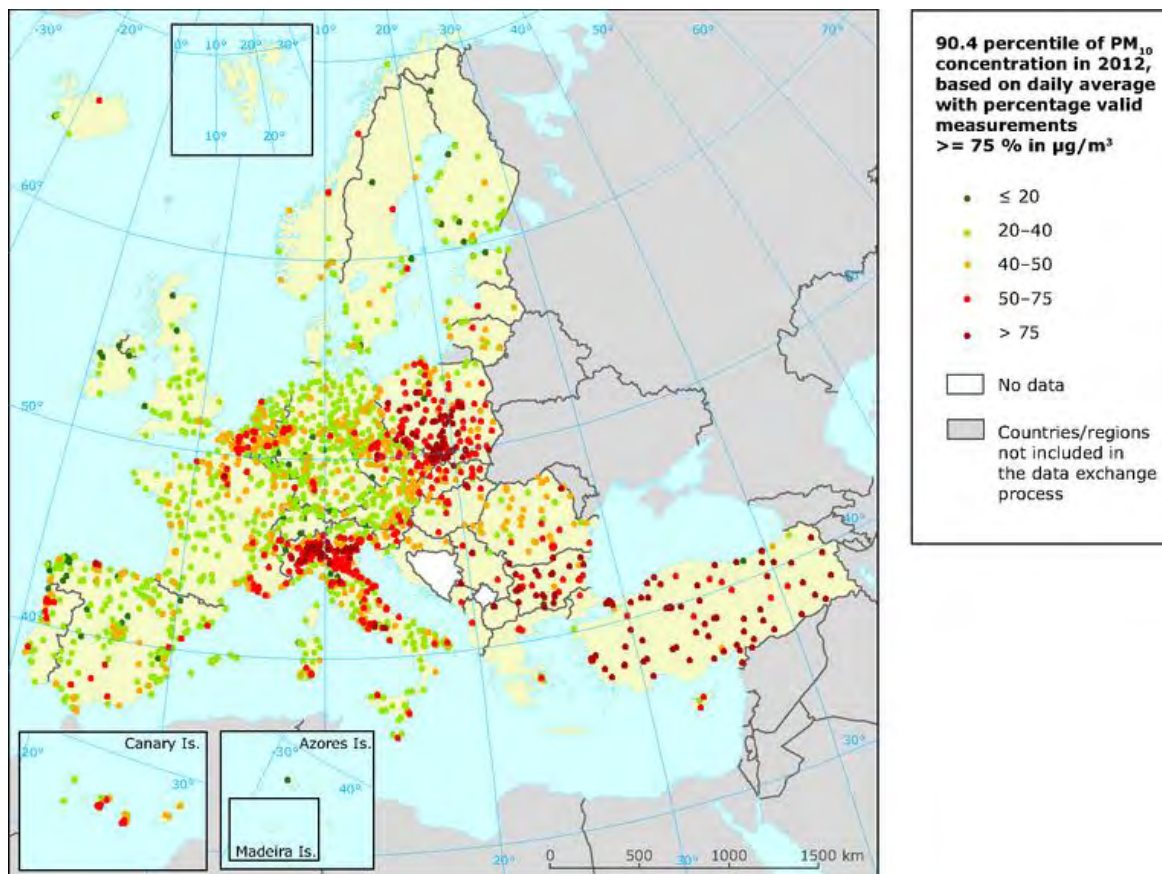 -30°
-20°
-10°
0°
10°
20°
30°
40°
50°
60°
70°
0°
10°
20°
30°
10°
20°
60°
50°
50°
40°
40°
30°
20°
30°
Canary Is.
20°
30°
Azores Is.
-30°
40°
Madeira Is.
0 500 1000 1500 km
90.4 percentile of PM₁₀
concentration in 2012,
based on daily average
with percentage valid
measurements
>= 75 % in µg/m³
≤ 20
20–40
40–50
50–75
> 75
No data
Countries/regions
not included in
the data exchange
process